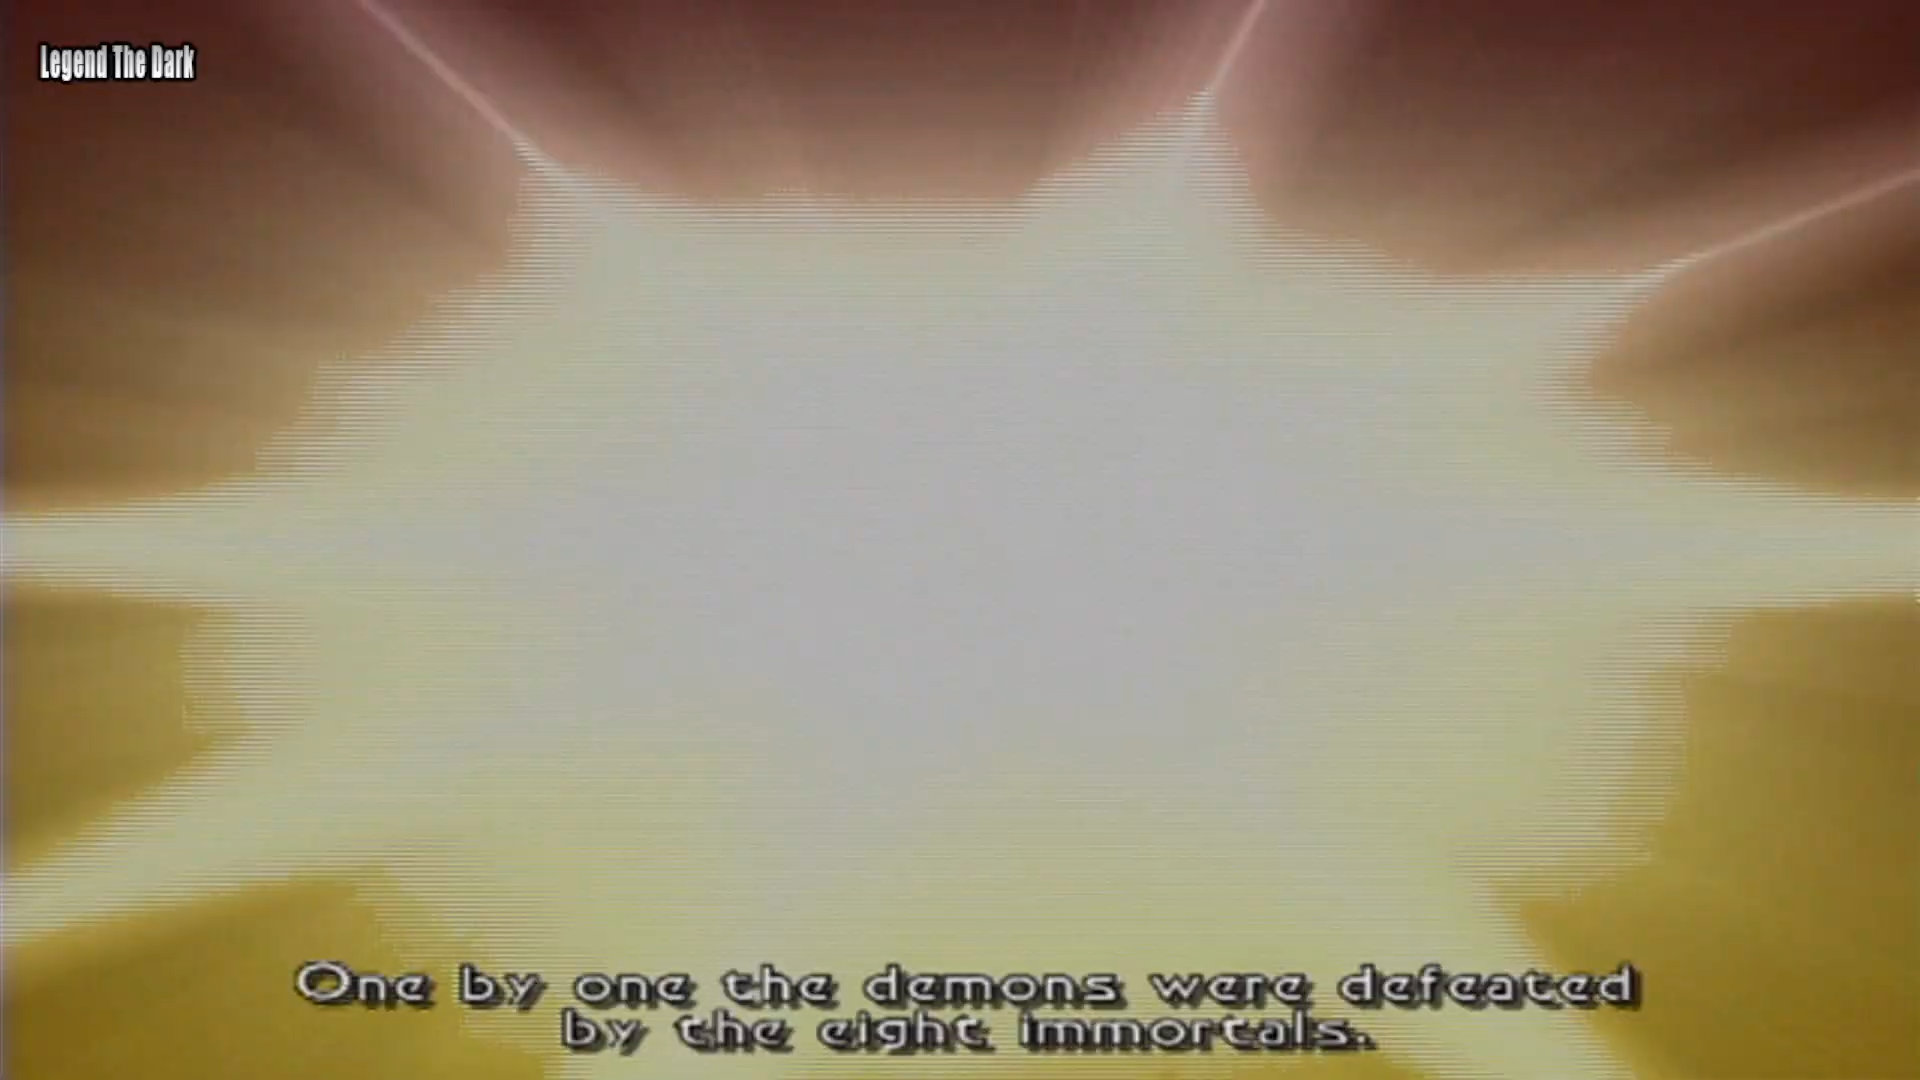 Legend The Dark
One by one the demons were defeated
by the eight immortals.